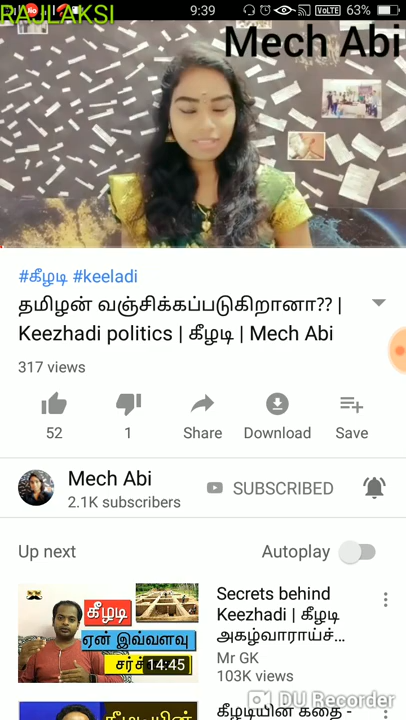 RAJLAKSI
9:39
VoLTE 63%
Mech Abi
#கீழடி #keeladi
தமிழன் வஞ்சிக்கப்படுகிறானா?? |
Keezhadi politics | கீழடி | Mech Abi
317 views
52
1
Share
Download
Save
Mech Abi
2.1K subscribers
SUBSCRIBED
Up next
Autoplay
கீழடி
ஏன் இவ்வளவு
14:45
Secrets behind
Keezhadi | கீழடி
அகழ்வாராய்ச்...
Mr GK
103K views
கீழடியின் கதை -
DU Recorder